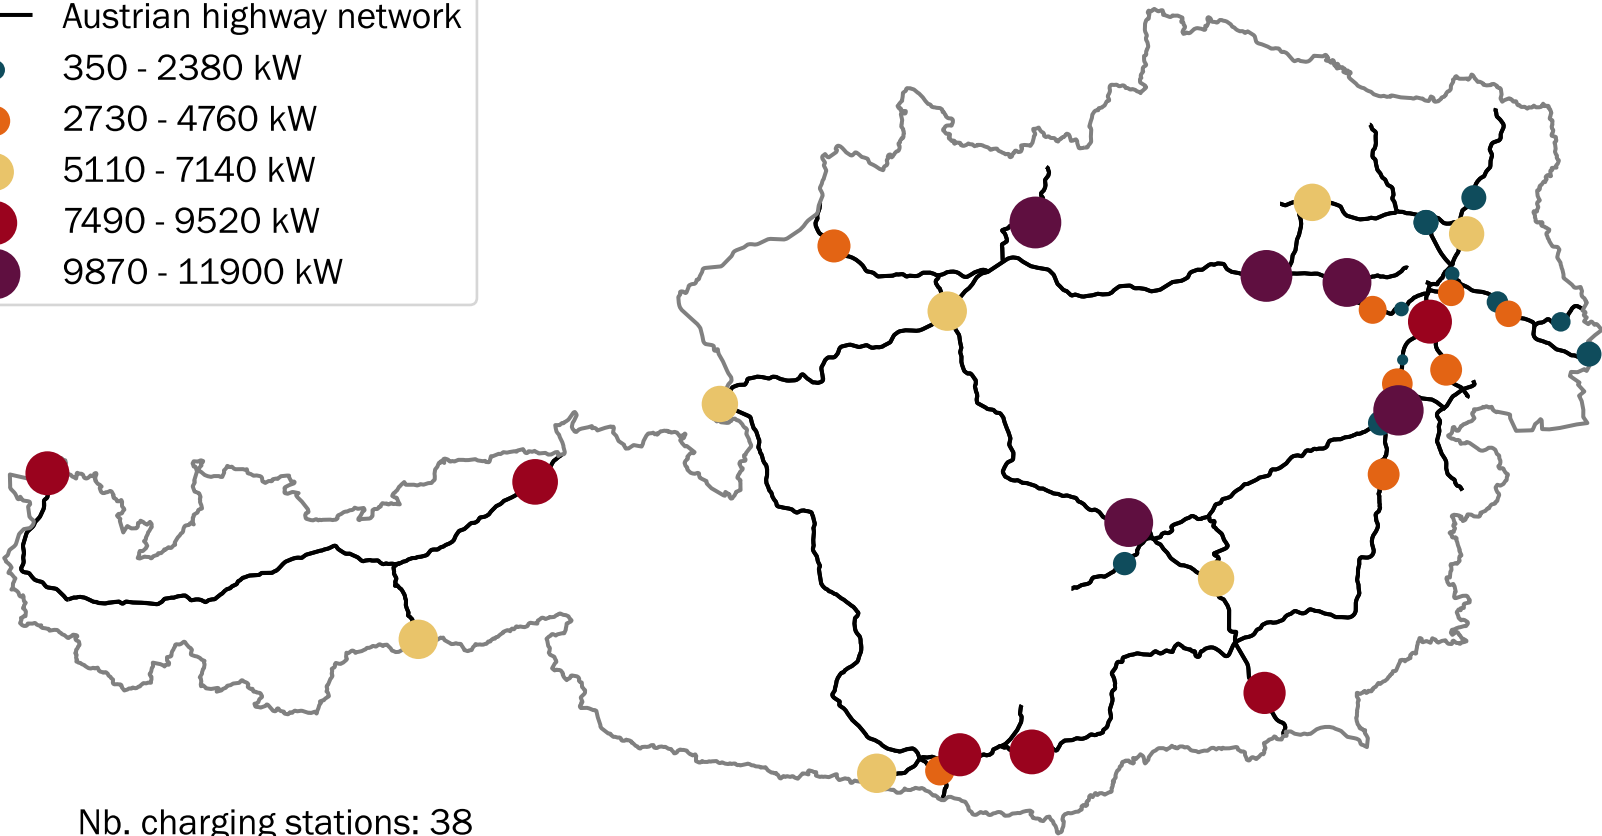 Austrian highway network
350 - 2380 kW
2730 - 4760 kW
5110 - 7140 kW
7490 - 9520 kW
9870 - 11900 kW
Nb. charging stations: 38